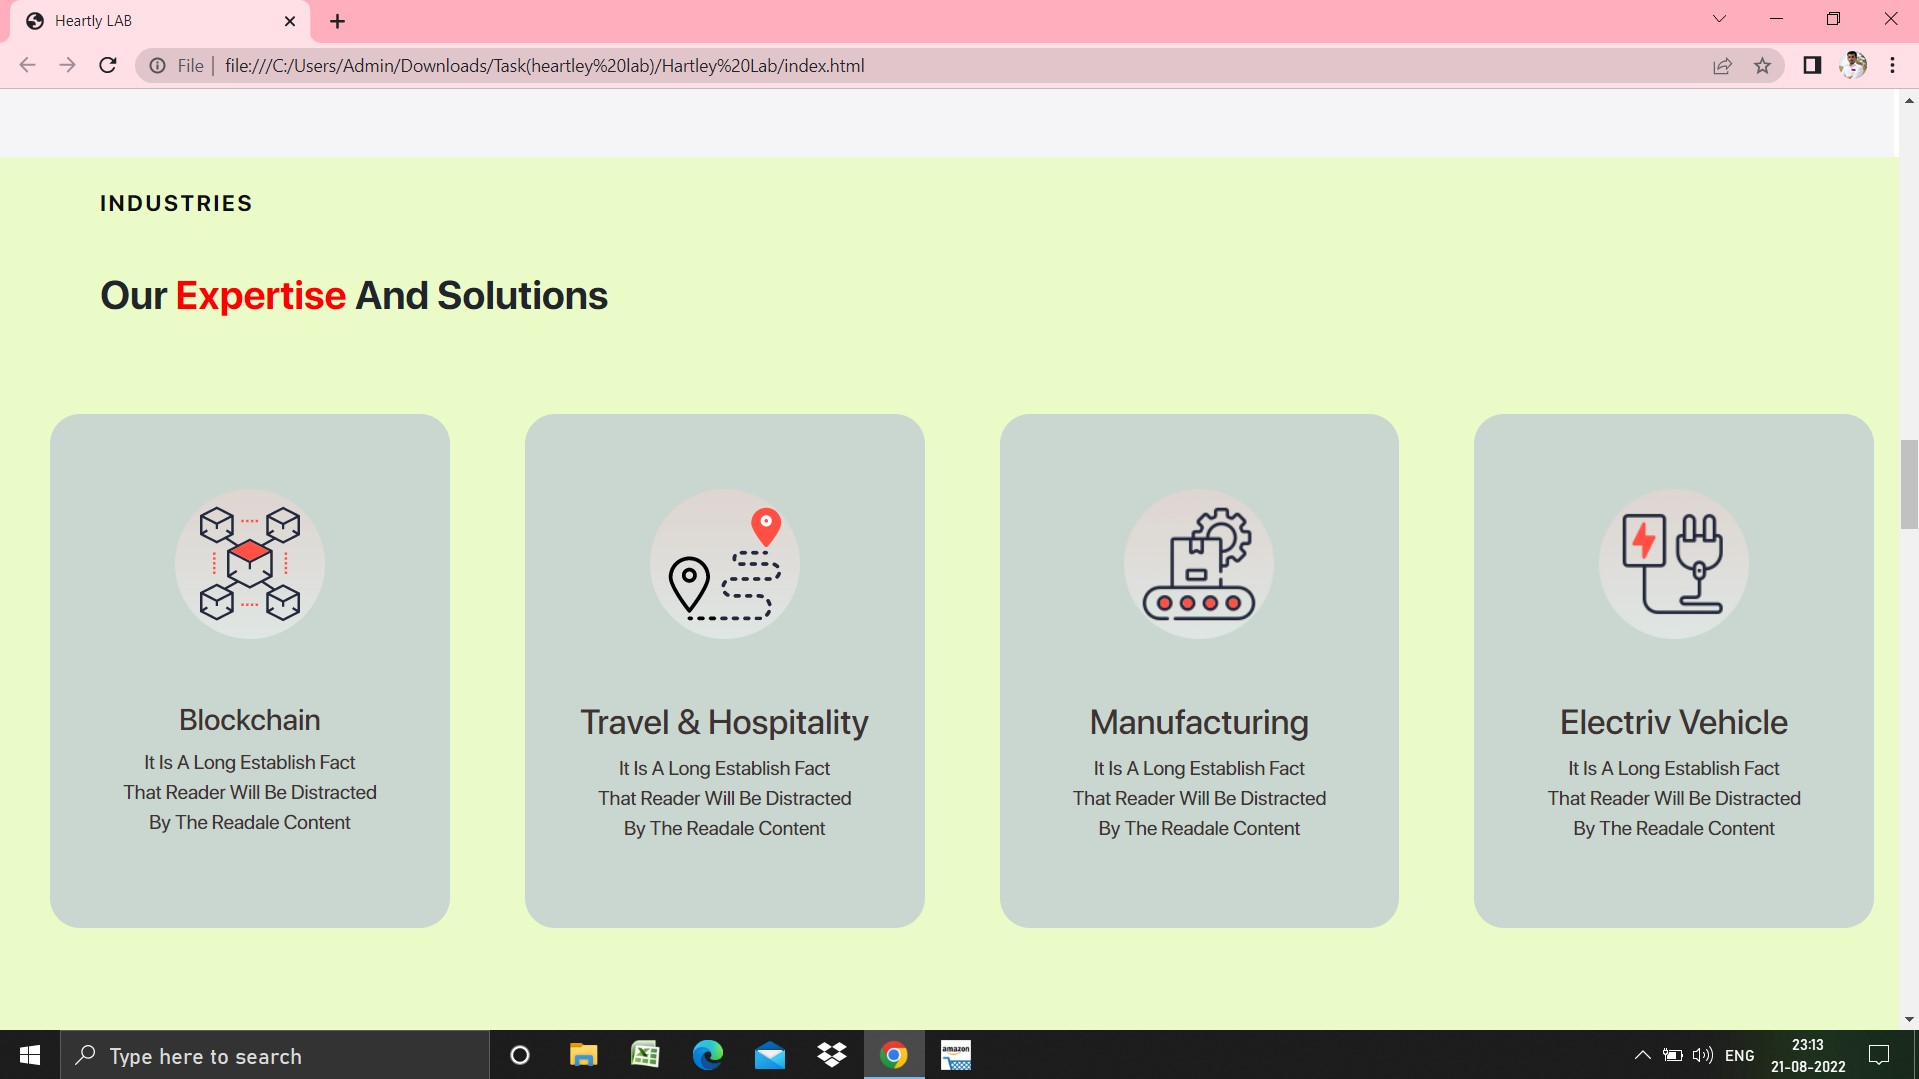 Heartly LAB
File
file:///C:/Users/Admin/Downloads/Task(heartley%20lab)/Hartley%20Lab/index.html
INDUSTRIES
Our Expertise And Solutions
Blockchain
It Is A Long Establish Fact
That Reader Will Be Distracted
By The Readale Content
Travel & Hospitality
It Is A Long Establish Fact
That Reader Will Be Distracted
By The Readale Content
Manufacturing
It Is A Long Establish Fact
That Reader Will Be Distracted
By The Readale Content
Electriv Vehicle
It Is A Long Establish Fact
That Reader Will Be Distracted
By The Readale Content
Type here to search
amazon
ENG
23:13
21-08-2022